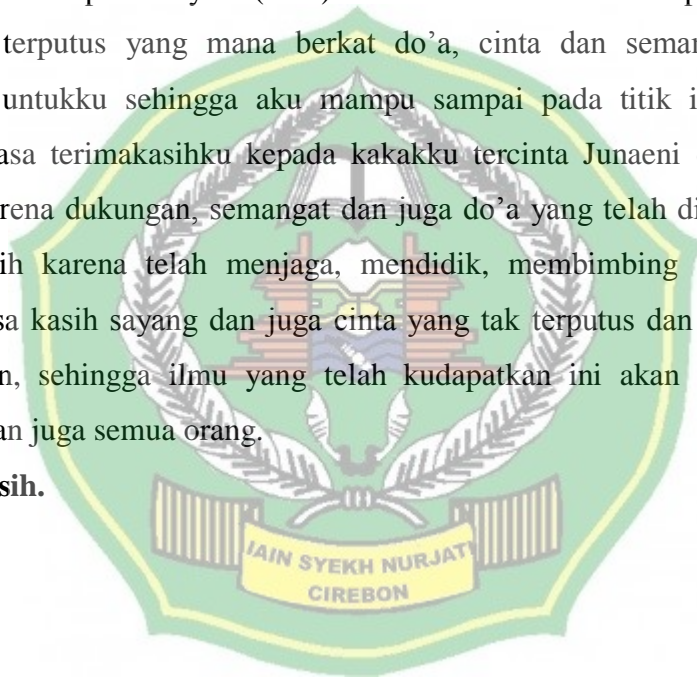 terputus yang mana berkat do’a, cinta dan seman
untukku sehingga aku mampu sampai pada titik i
asa terimakasihku kepada kakakku tercinta Junaeni
rena dukungan, semangat dan juga do’a yang telah di
ih karena telah menjaga, mendidik, membimbing
sa kasih sayang dan juga cinta yang tak terputus dan
n, sehingga ilmu yang telah kudapatkan ini akan
an juga semua orang.
sih.
IAIN SYEKH NURJATI
CIREBON